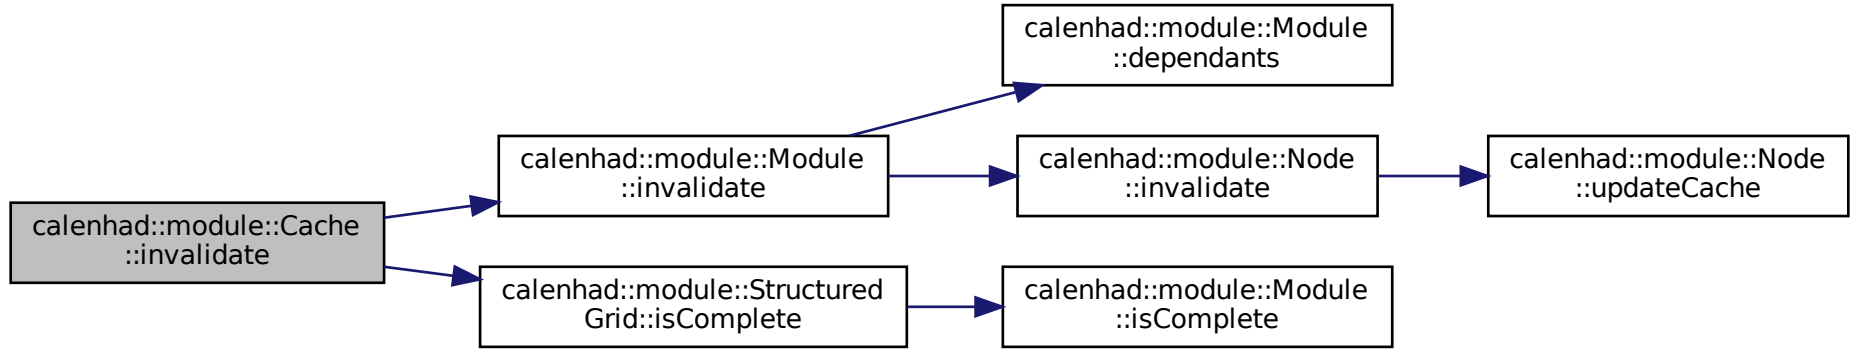 calenhad::module::Cache
::invalidate
calenhad::module::Module
::invalidate
calenhad::module::Structured
Grid::isComplete
calenhad::module::Module
::dependants
calenhad::module::Node
::invalidate
calenhad::module::Module
::isComplete
calenhad::module::Node
::updateCache